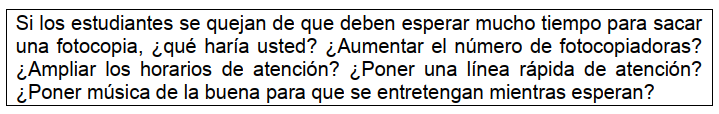 Si los estudiantes se quejan de que deben esperar mucho tiempo para sacar
una fotocopia, ¿qué haría usted? ¿Aumentar el número de fotocopiadoras?
¿Ampliar los horarios de atención? ¿Poner una línea rápida de atención?
¿Poner música de la buena para que se entretengan mientras esperan?